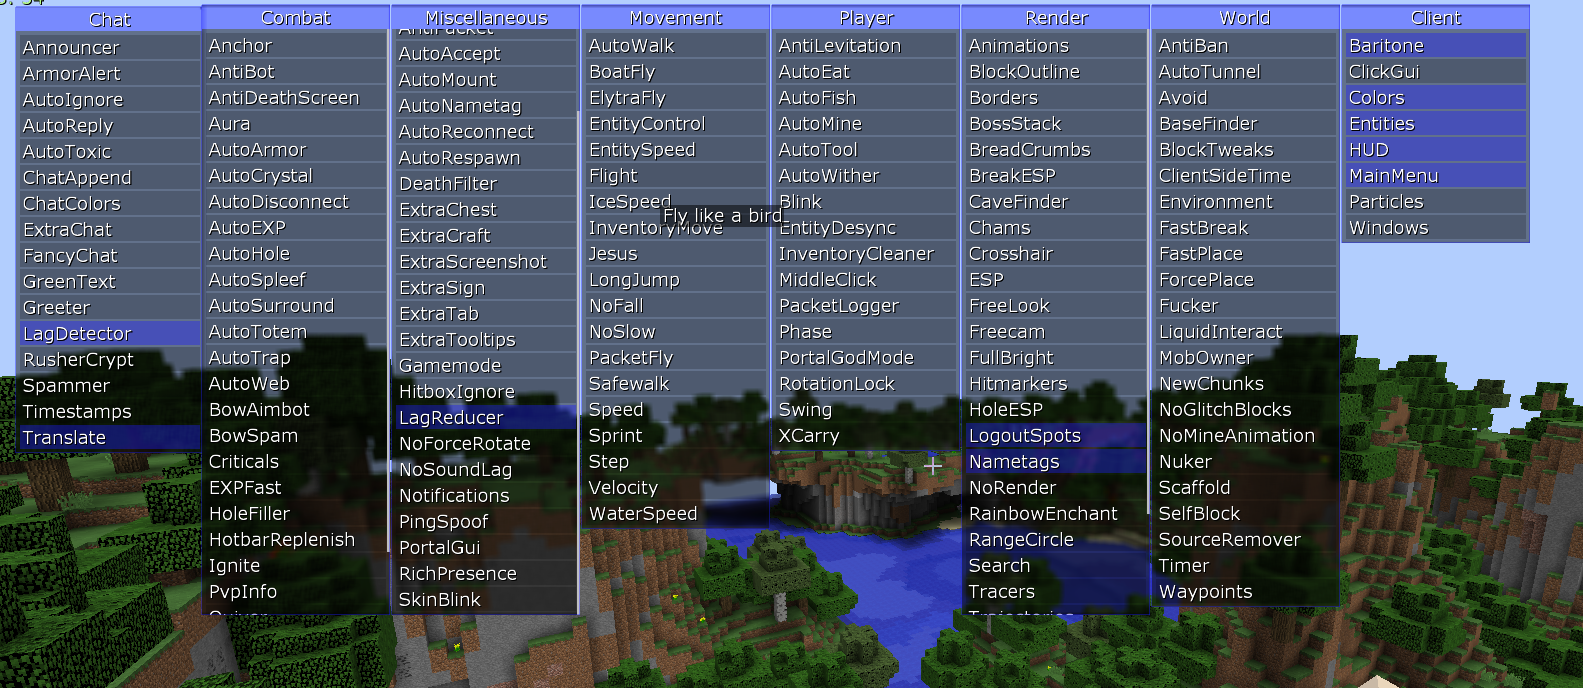 Chat
Announcer
ArmorAlert
AutoIgnore
AutoReply
AutoToxic
ChatAppend
ChatColors
ExtraChat
FancyChat
GreenText
Greeter
LagDetector
RusherCrypt
Spammer
Timestamps
Translate
Combat
Anchor
AntiBot
AntiDeathScreen
Aura
AutoArmor
AutoCrystal
AutoDisconnect
AutoEXP
AutoHole
AutoSpleef
AutoSurround
AutoTotem
AutoTrap
AutoWeb
BowAimbot
BowSpam
Criticals
EXPFast
HoleFiller
HotbarReplenish
Ignite
PvpInfo
Miscellaneous
AntiPacket
AutoAccept
AutoMount
AutoNametag
AutoReconnect
AutoRespawn
DeathFilter
ExtraChest
ExtraCraft
ExtraScreenshot
ExtraSign
ExtraTab
ExtraTooltips
Gamemode
HitboxIgnore
LagReducer
NoForceRotate
NoSoundLag
Notifications
PingSpoof
PortalGui
RichPresence
SkinBlink
Movement
AutoWalk
BoatFly
ElytraFly
EntityControl
EntitySpeed
Flight
IceSpeed
Fly like a bird
InventoryMove
Jesus
LongJump
NoFall
NoSlow
PacketFly
Safewalk
Speed
Sprint
Step
Velocity
WaterSpeed
Player
AntiLevitation
AutoEat
AutoFish
AutoMine
AutoTool
AutoWither
Blink
EntityDesync
InventoryCleaner
MiddleClick
PacketLogger
Phase
PortalGodMode
RotationLock
Swing
XCarry
Render
Animations
BlockOutline
Borders
BossStack
BreadCrumbs
BreakESP
CaveFinder
Chams
Crosshair
ESP
FreeLook
Freecam
FullBright
Hitmarkers
HoleESP
LogoutSpots
Nametags
NoRender
RainbowEnchant
RangeCircle
Search
Tracers
Trajectories
World
AntiBan
AutoTunnel
Avoid
BaseFinder
BlockTweaks
ClientSideTime
Environment
FastBreak
FastPlace
ForcePlace
Fucker
LiquidInteract
MobOwner
NewChunks
NoGlitchBlocks
NoMineAnimation
Nuker
Scaffold
SelfBlock
SourceRemover
Timer
Waypoints
Client
Baritone
ClickGui
Colors
Entities
HUD
MainMenu
Particles
Windows